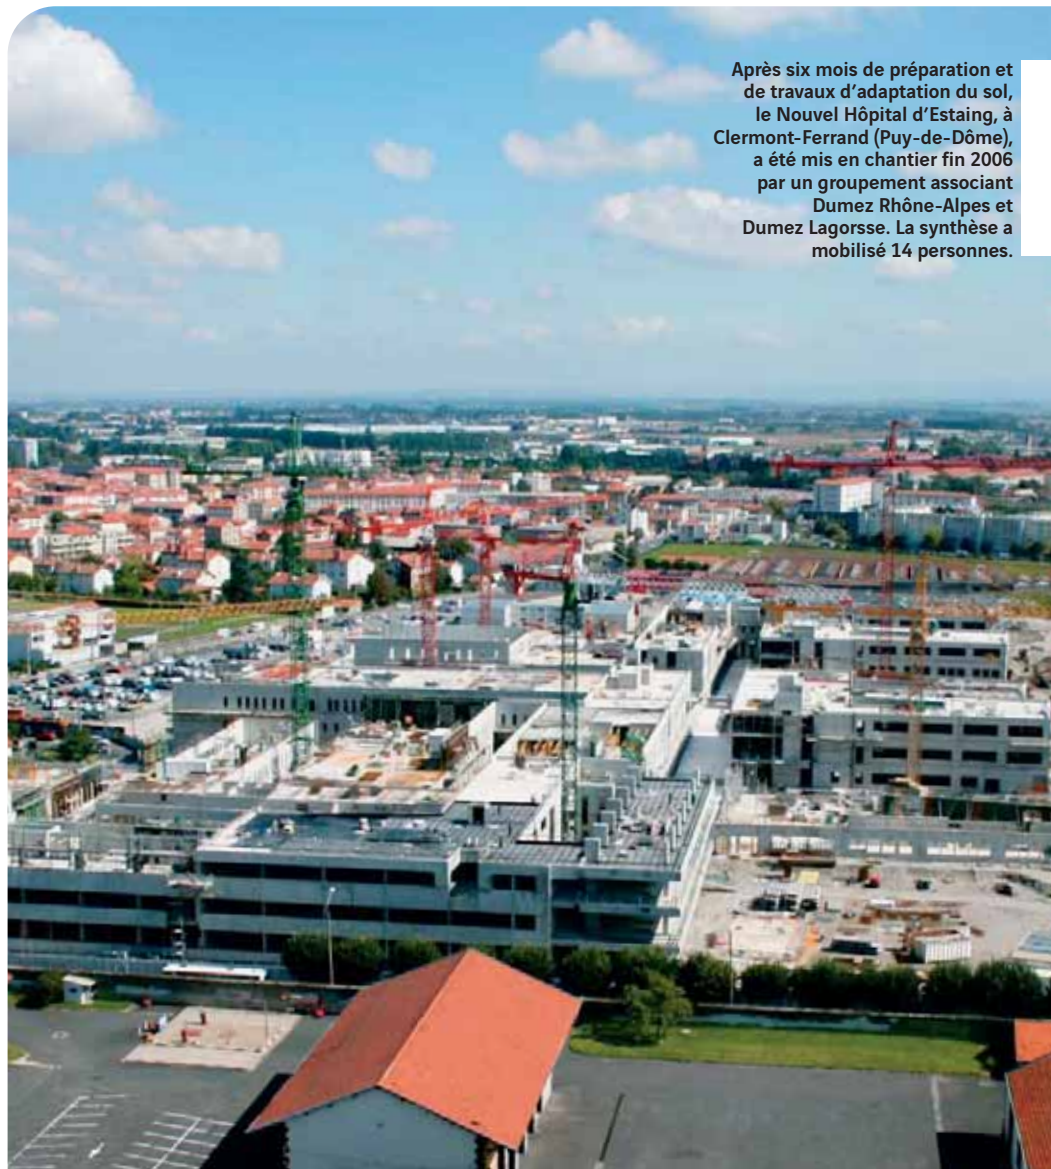 Après six mois de préparation et
de travaux d'adaptation du sol,
le Nouvel Hôpital d'Estaing, à
Clermont-Ferrand (Puy-de-Dôme),
a été mis en chantier fin 2006
par un groupement associant
Dumez Rhône-Alpes et
Dumez Lagorsse. La synthèse a
mobilisé 14 personnes.